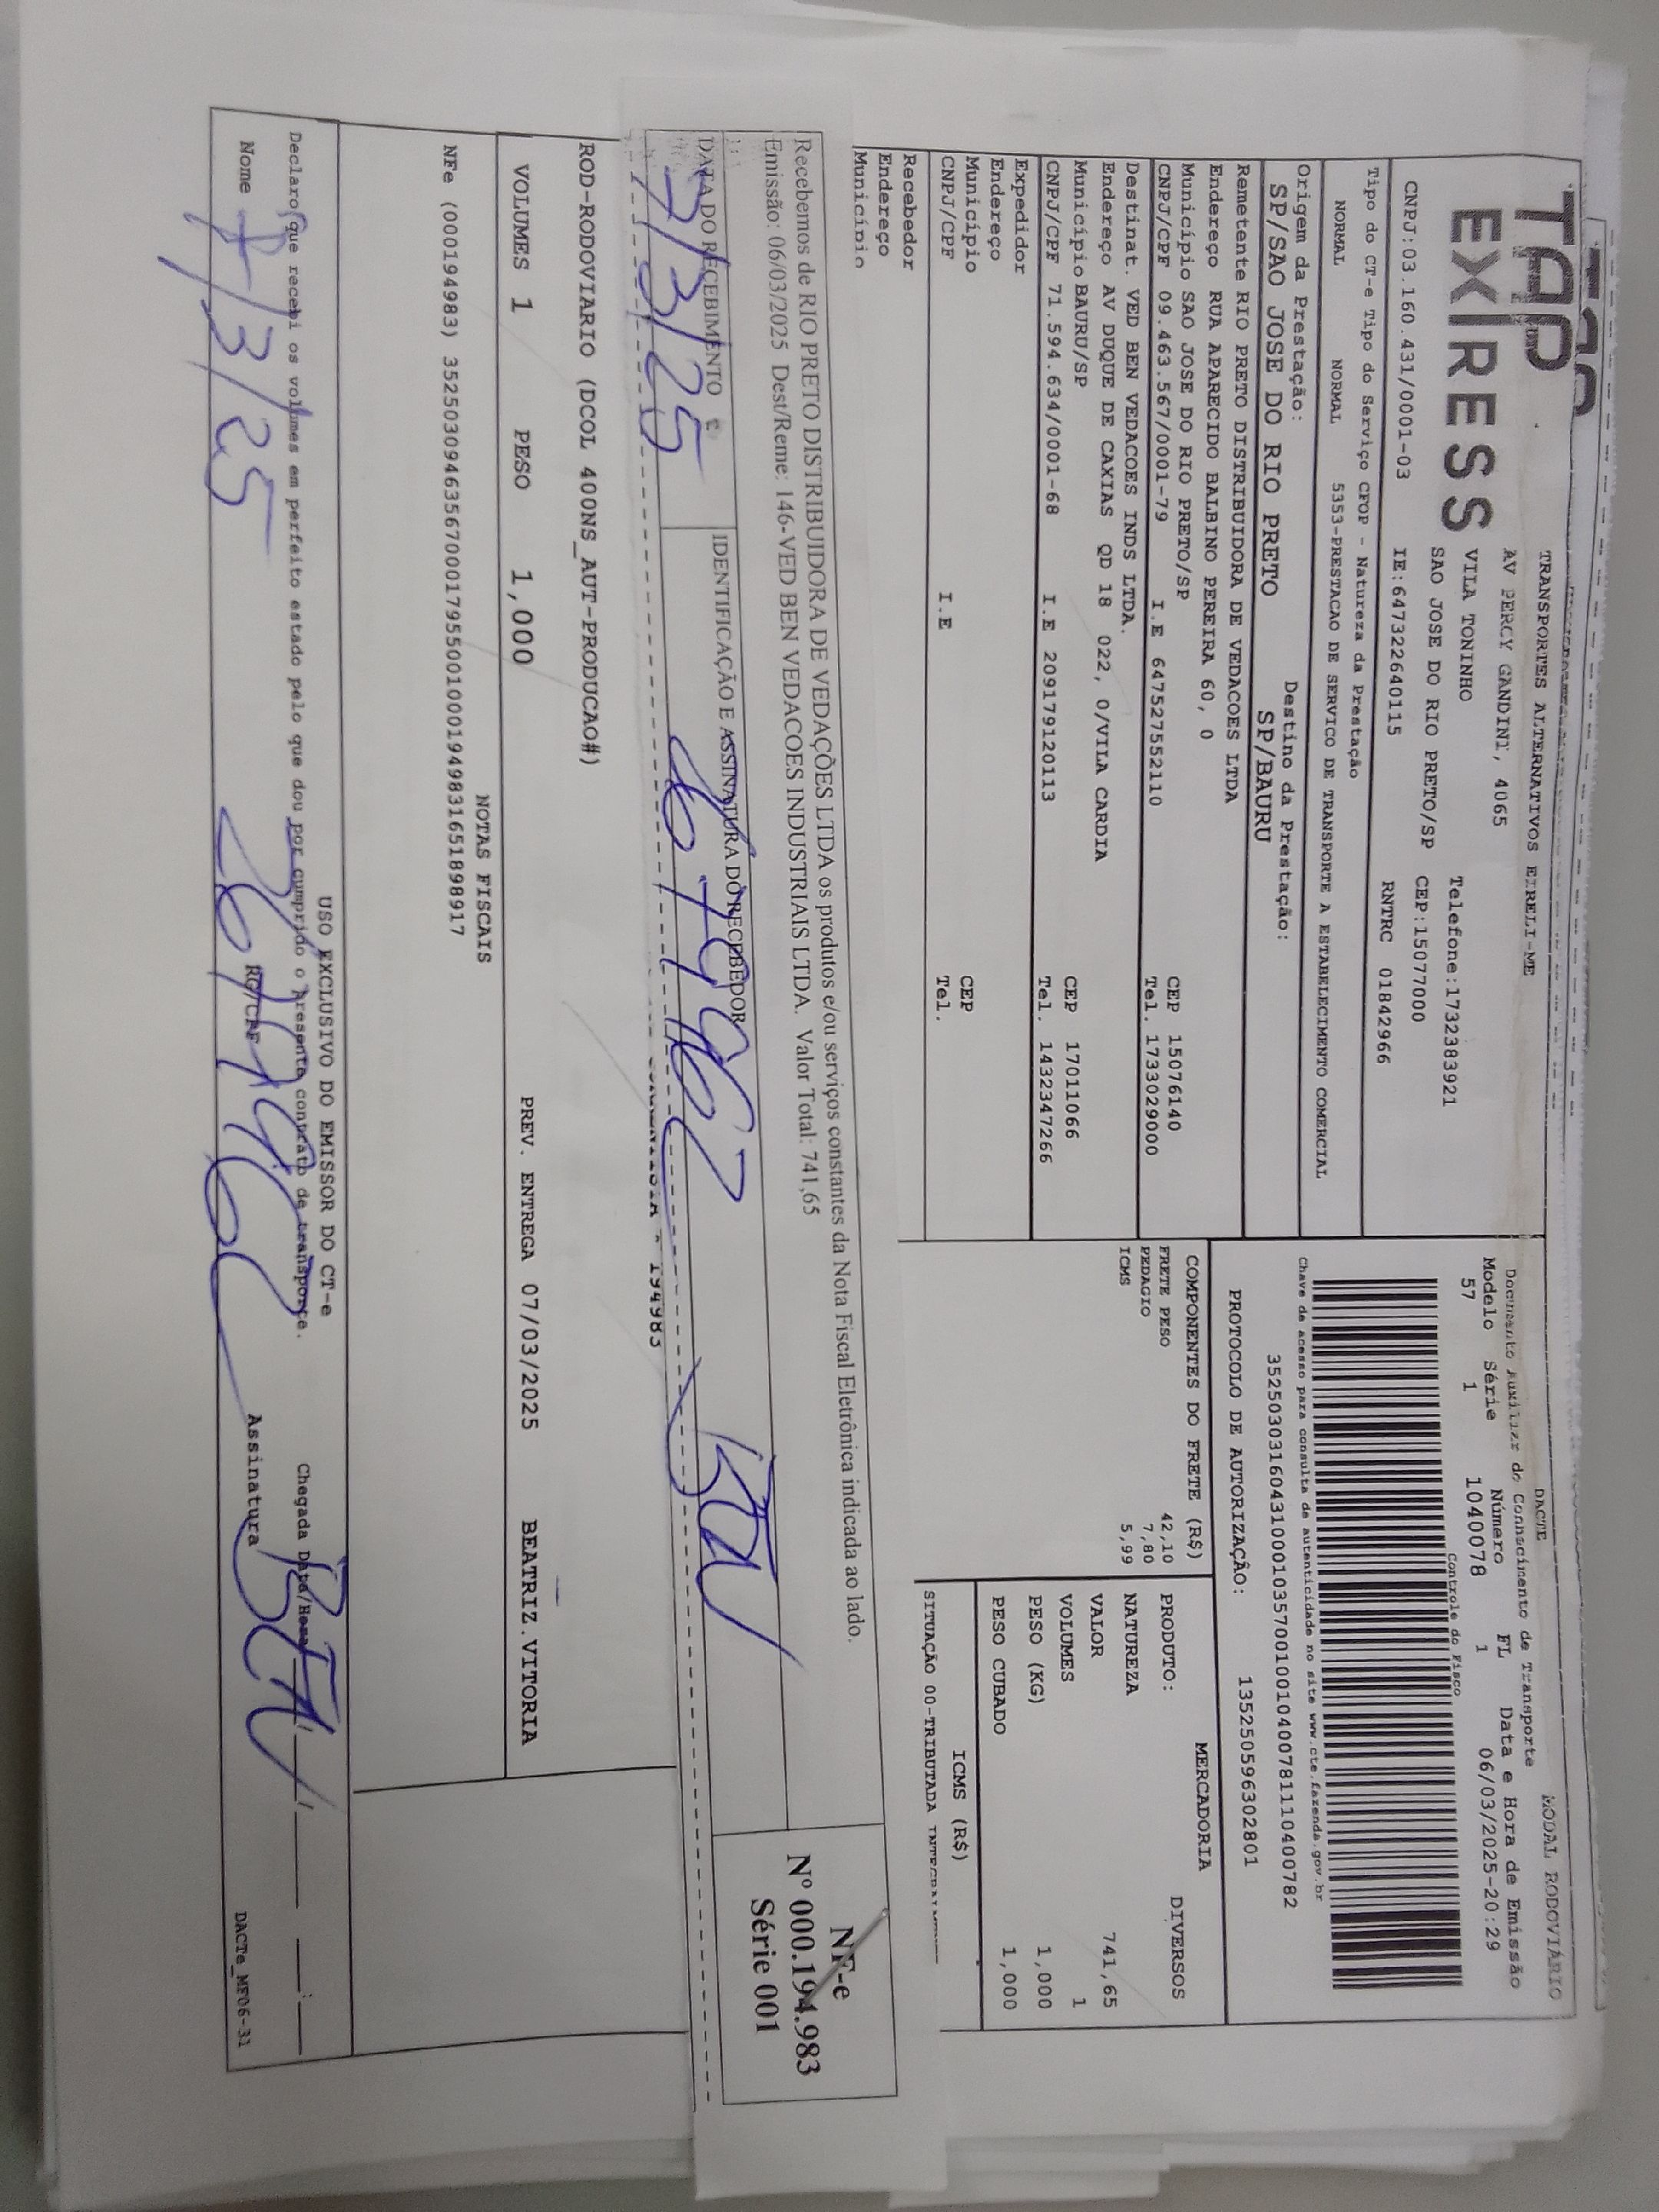 TAP
EXPRESS
TRANSPORTES ALTERNATIVOS EIRELI-ME
AV PERCY GANDINI, 4065
VILA TONINHO
SAO JOSE DO RIO PRETO/SP
Telefone:1732383921
CEP:15077000
CNPJ:03.160.431/0001-03 IE:647322640115 RNTRC 01842966
DACTE MODAL RODOVIÁRIO
Documento Auxiliar do Conhecimento de Transporte
Modelo Série Número FL Data e Hora de Emissão
57 1 1040078 1 06/03/2025-20:29
Controle do Fisco
Chave de acesso para consulta de autenticidade no site www.cte.fazenda.gov.br
35250303160431000103570010010400781110400782
PROTOCOLO DE AUTORIZAÇÃO: 135250596302801
Tipo do CT-e Tipo do Serviço CFOP - Natureza da Prestação
NORMAL NORMAL 5353-PRESTACAO DE SERVICO DE TRANSPORTE A ESTABELECIMENTO COMERCIAL
Origem da Prestação: Destino da Prestação:
SP/SAO JOSE DO RIO PRETO SP/BAURU
Remetente RIO PRETO DISTRIBUIDORA DE VEDACOES LTDA
Endereço RUA APARECIDO BALBINO PEREIRA 60, 0
Município SAO JOSE DO RIO PRETO/SP CEP 15076140
CNPJ/CPF 09.463.567/0001-79 I.E 647527552110 Tel. 1733029000
Destinat. VED BEN VEDACOES INDS LTDA.
Endereço AV DUQUE DE CAXIAS QD 18 022, 0/VILA CARDIA
Município BAURU/SP CEP 17011066
CNPJ/CPF 71.594.634/0001-68 I.E 209179120113 Tel. 1432347266
Expedidor
Endereço
Município CEP
CNPJ/CPF I.E Tel.
Recebedor
Endereço
Município
COMPONENTES DO FRETE (R$)
FRETE PESO 42,10
PEDAGIO 7,80
ICMS 5,99
MERCADORIA
PRODUTO: DIVERSOS
NATUREZA
VALOR 741,65
VOLUMES 1
PESO (KG) 1,000
PESO CUBADO 1,000
ICMS (R$)
SITUAÇÃO 00-TRIBUTADA
Recebemos de RIO PRETO DISTRIBUIDORA DE VEDAÇÕES LTDA os produtos e/ou serviços constantes da Nota Fiscal Eletrônica indicada ao lado.
Emissão: 06/03/2025 Dest/Reme: 146-VED BEN VEDACOES INDUSTRIAIS LTDA. Valor Total: 741,65
DATA DO RECEBIMENTO IDENTIFICAÇÃO E ASSINATURA DO RECEBEDOR
NF-e
Nº 000.194.983
Série 001
194983
ROD-RODOVIARIO (DCOL 400NS_AUT-PRODUCAO#)
VOLUMES 1 PESO 1,000 PREV. ENTREGA 07/03/2025 BEATRIZ.VITORIA
NOTAS FISCAIS
NFe (000194983) 35250309463567000179550010001949831651898917
USO EXCLUSIVO DO EMISSOR DO CT-e
Declaro que recebi os volumes em perfeito estado pelo que dou por cumprido o presente contrato de transporte. Chegada Data/Hora
Nome 7/3/25 RG/CPF Assinatura
DACTe_MF06-31